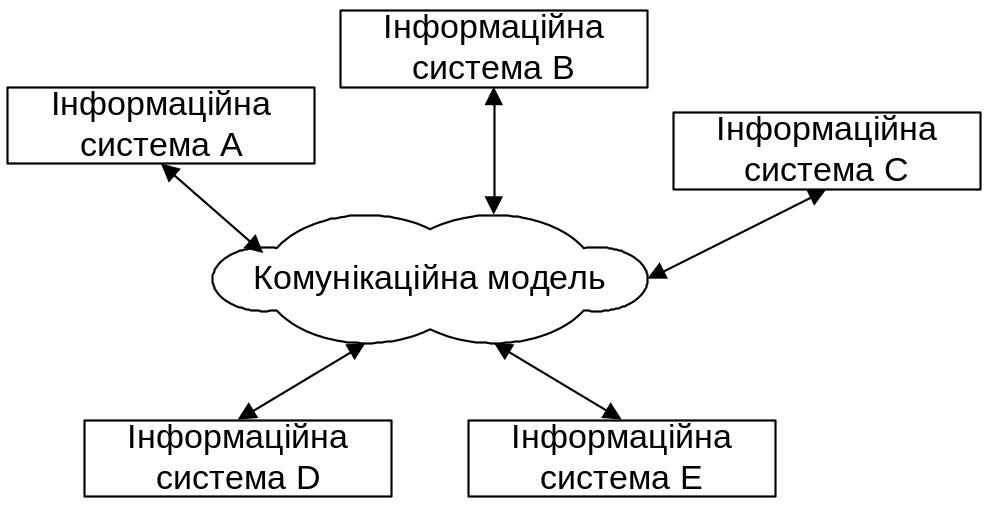 Інформаційна
система B
Інформаційна
система A
Інформаційна
система C
Комунікаційна модель
Інформаційна
система D
Інформаційна
система E